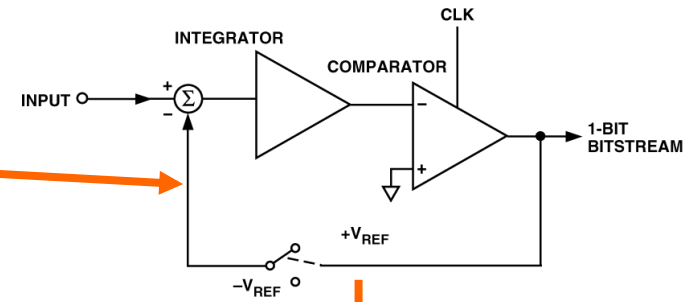 CLK
INTEGRATOR
COMPARATOR
INPUT
+
Σ
−
−
+
1-BIT
BITSTREAM
+VREF
−VREF